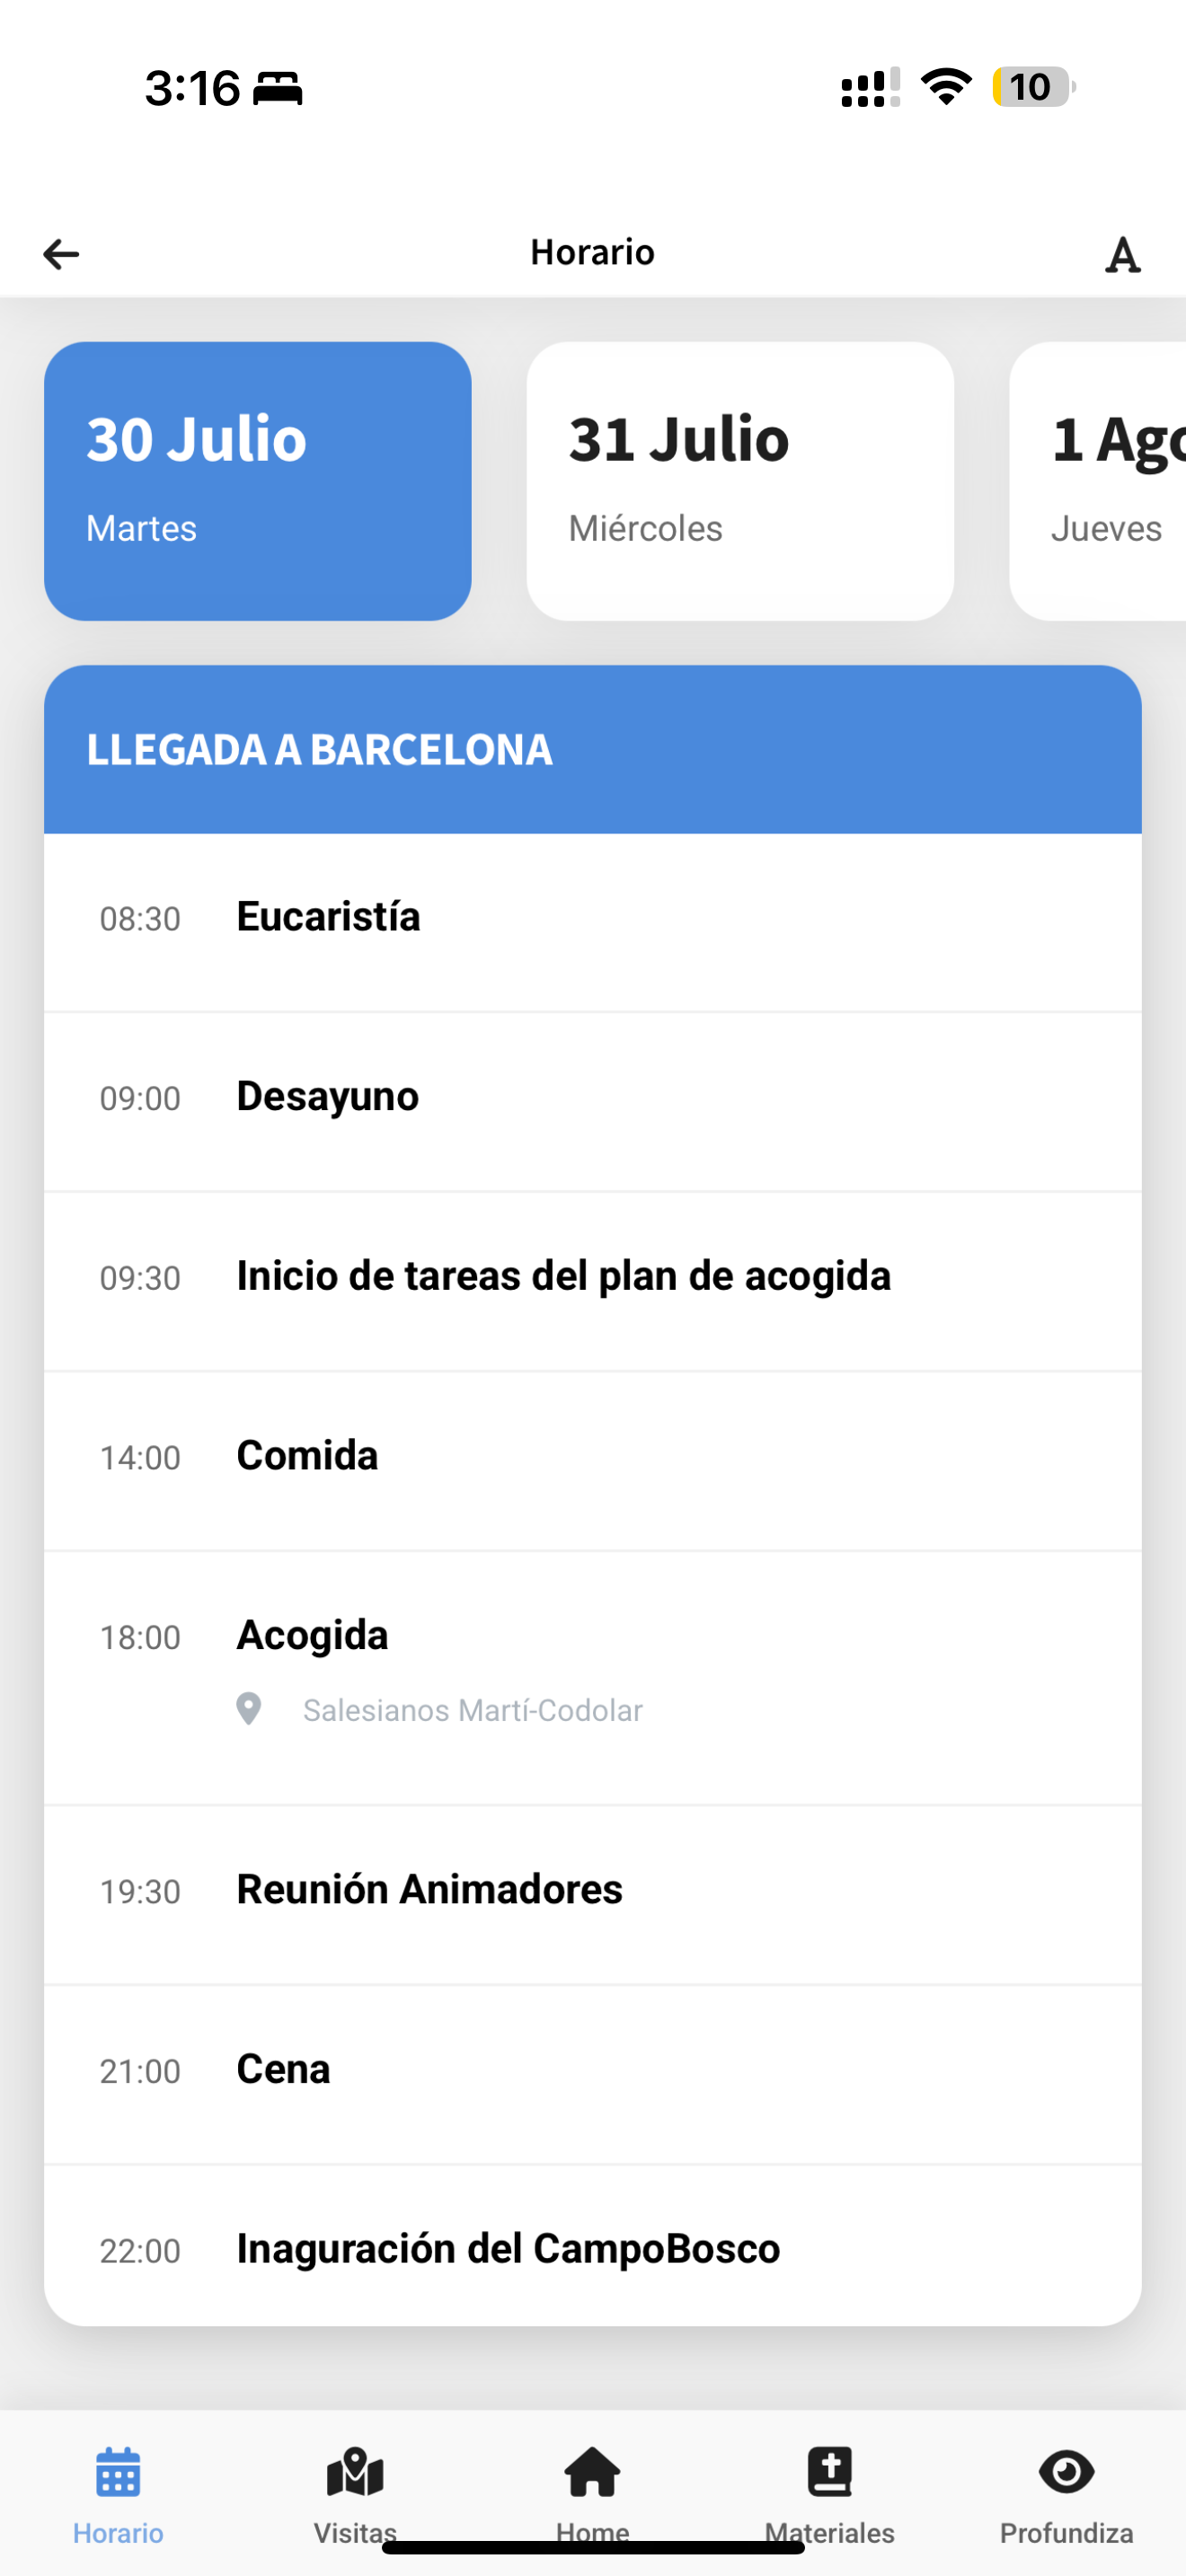 3:16
10
Horario
A
30 Julio
31 Julio
1 Ago
Martes
Miércoles
Jueves
LLEGADA A BARCELONA
08:30 Eucaristía
09:00 Desayuno
09:30 Inicio de tareas del plan de acogida
14:00 Comida
18:00 Acogida
Salesianos Martí-Codolar
19:30 Reunión Animadores
21:00 Cena
22:00 Inaguración del CampoBosco
Horario Visitas Home Materiales Profundiza